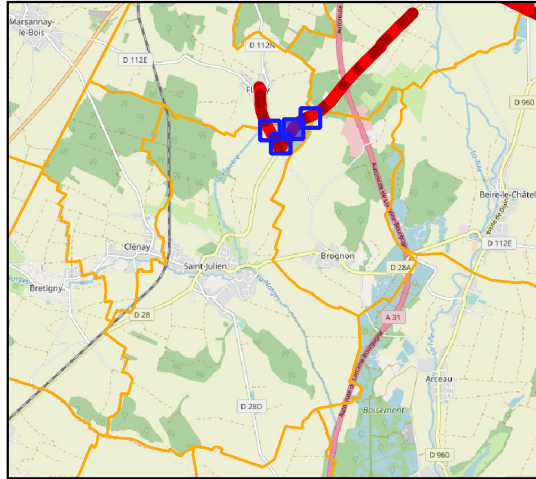 Marsannay-
le-Bois
D 112N
D 112E
D 960
Beire-le-Châtel
D 112E
Clénay
Saint-Julien
Brognon
D 28A
Bretigny
D 28
A 31
Arceau
D 28D
Boisement
D 960